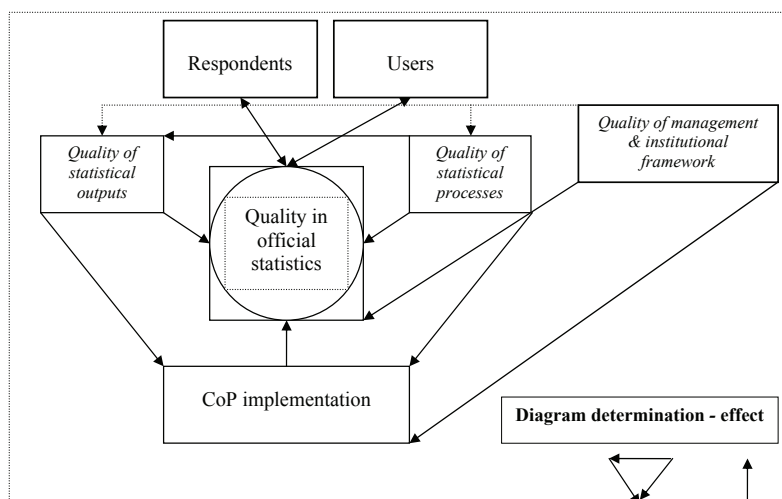 Respondents
Users
Quality of
statistical
outputs
Quality of
statistical
processes
Quality of management
& institutional
framework
Quality in
official
statistics
CoP implementation
Diagram determination - effect